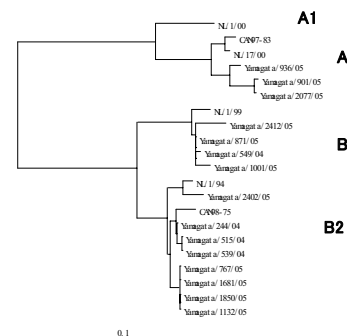 A1
NL/1/00
CAN97-83
A
NL/17/00
Yamagata/936/05
Yamagata/901/05
Yamagata/2077/05
NL/1/99
Yamagata/2412/05
Yamagata/871/05
B
Yamagata/549/04
Yamagata/1001/05
NL/1/94
Yamagata/2402/05
CAN98-75
Yamagata/244/04
B2
Yamagata/515/04
Yamagata/539/04
Yamagata/767/05
Yamagata/1681/05
Yamagata/1850/05
Yamagata/1132/05
0.1